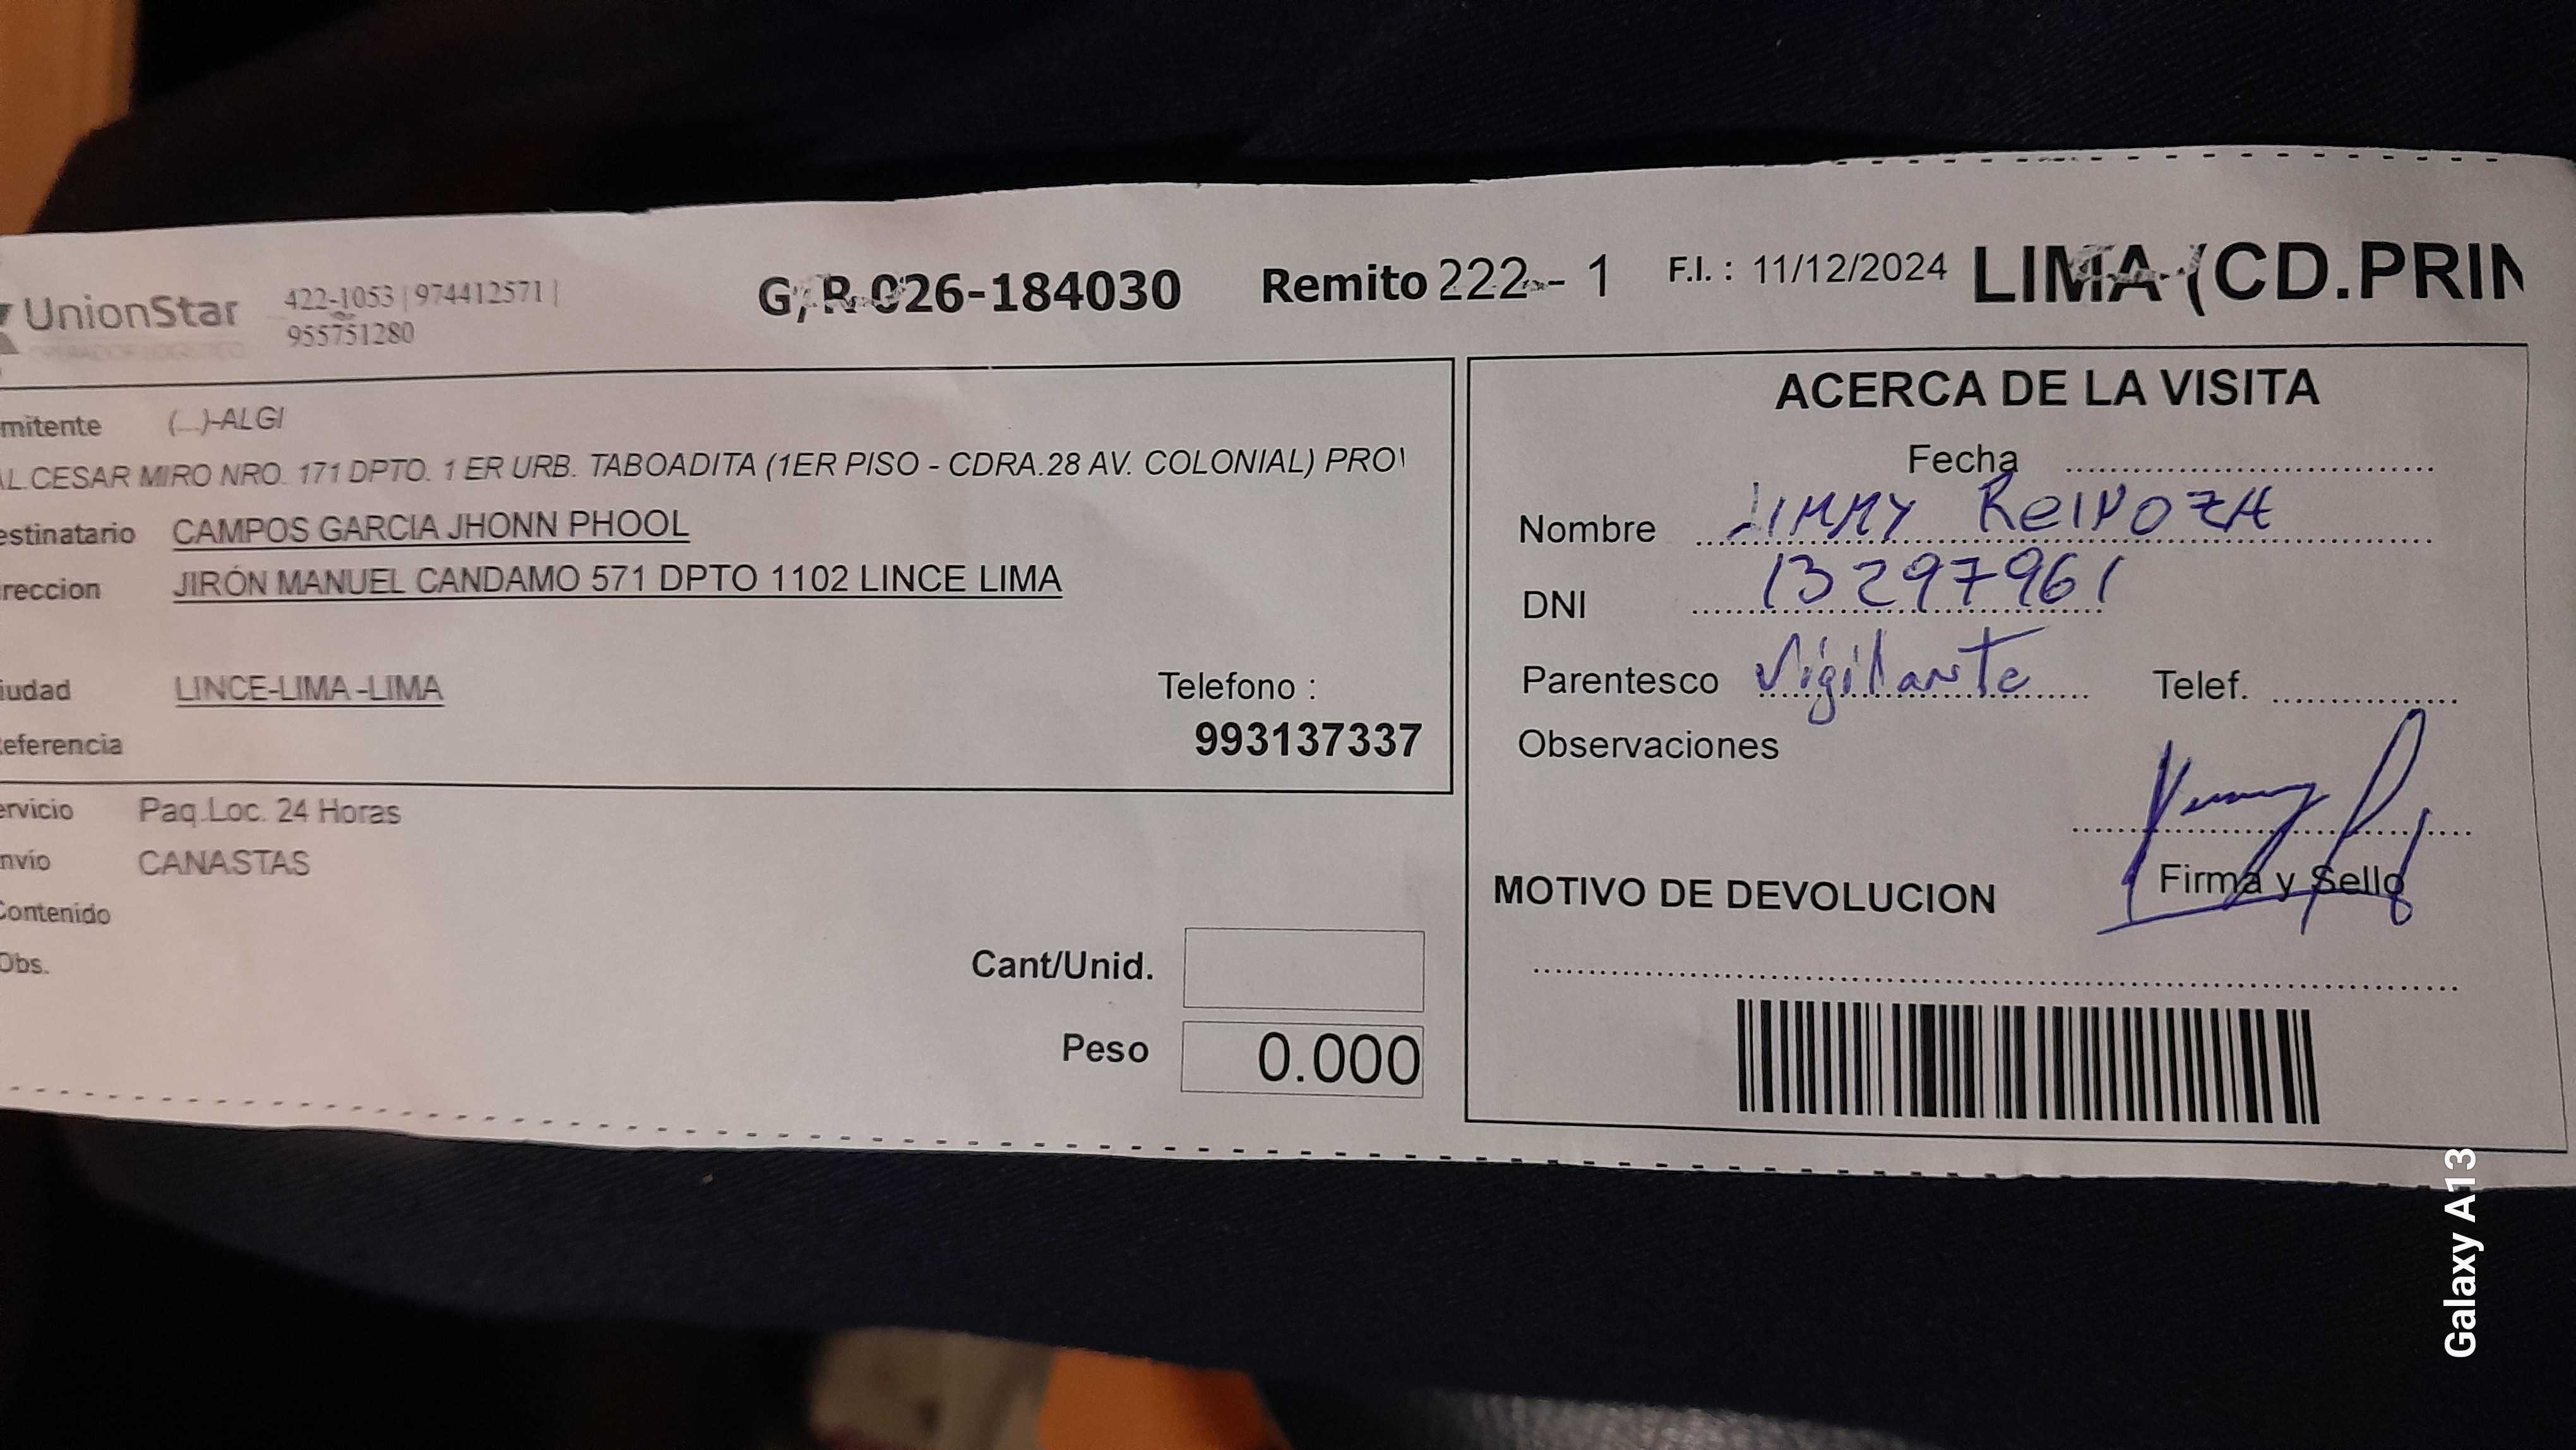 UnionStar
422-1053 | 974412571 |
955751280
G/R 026-184030
Remito 222 - 1
F.I. : 11/12/2024
LIMA (CD.PRIN
mitente (...)-ALGI
AL.CESAR MIRO NRO. 171 DPTO. 1 ER URB. TABOADITA (1ER PISO - CDRA.28 AV. COLONIAL) PROV
estinatario CAMPOS GARCIA JHONN PHOOL
reccion JIRÓN MANUEL CANDAMO 571 DPTO 1102 LINCE LIMA
iudad LINCE-LIMA -LIMA
Telefono :
993137337
eferencia
ervicio Paq.Loc. 24 Horas
nvio CANASTAS
Contenido
Obs.
Cant/Unid.
Peso 0.000
ACERCA DE LA VISITA
Fecha
Nombre JIMMY ReINOZA
DNI 13297961
Parentesco Vigilante Telef.
Observaciones
Firma y Sello
MOTIVO DE DEVOLUCION
Galaxy A13